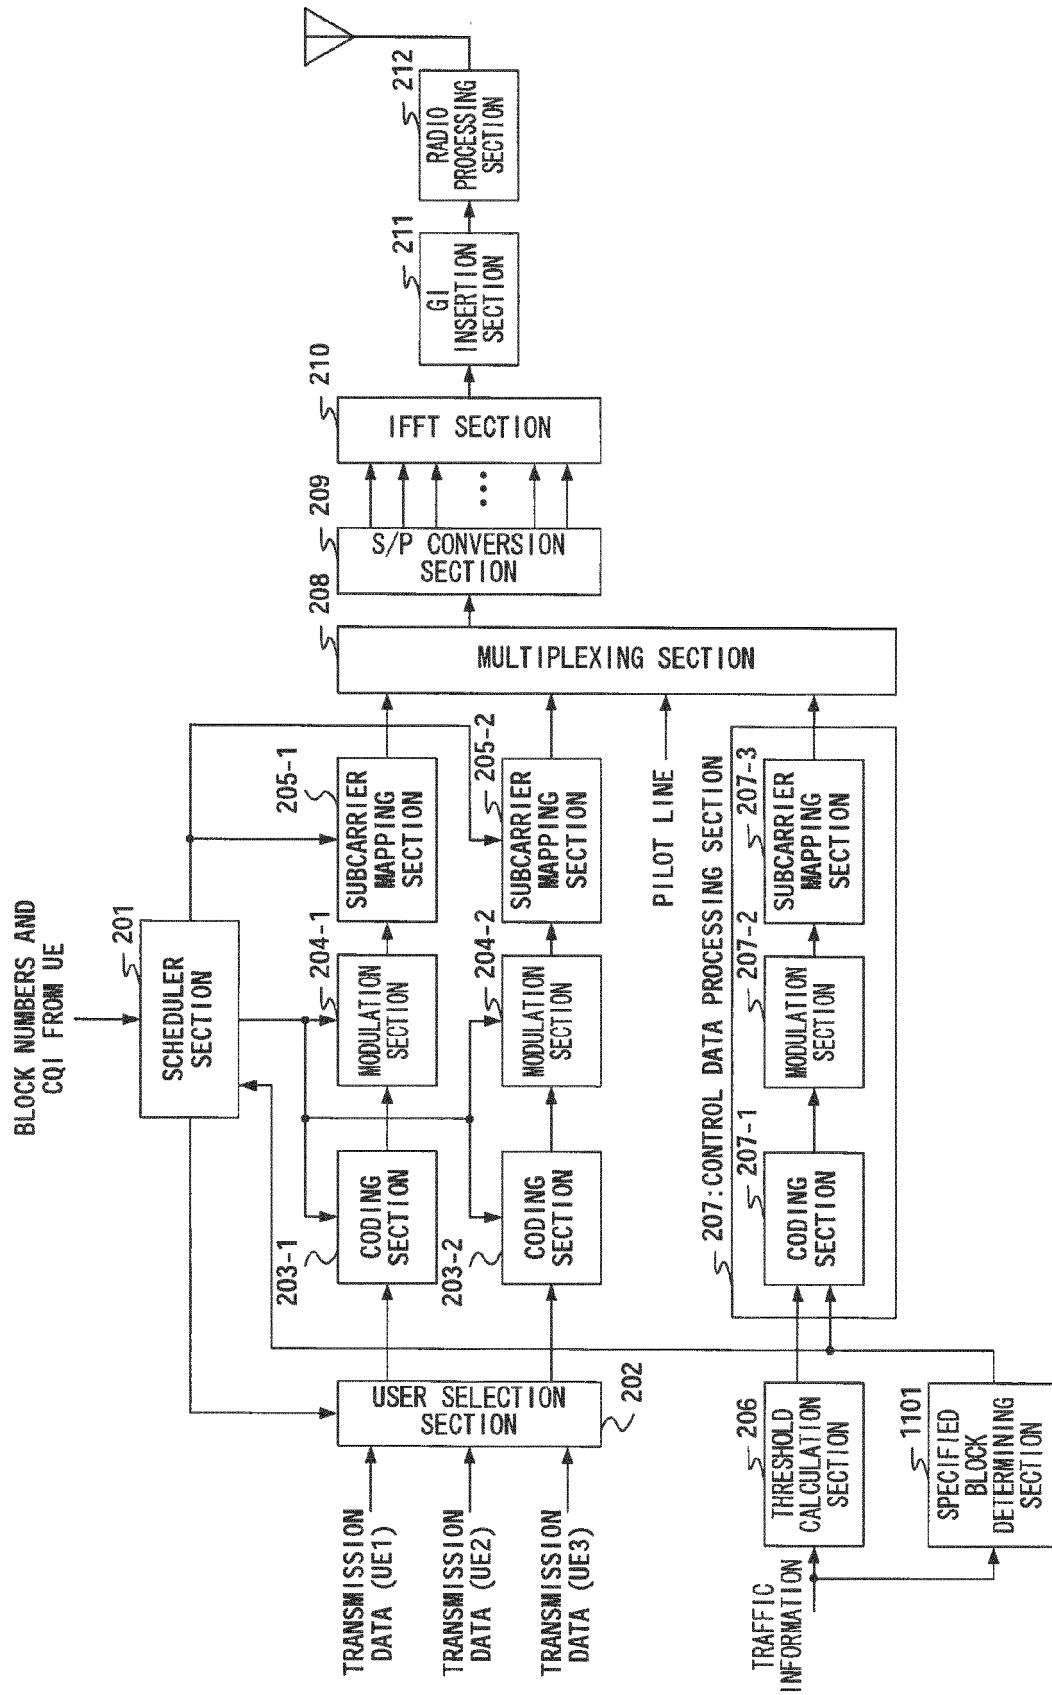 BLOCK NUMBERS AND
CQI FROM UE
201
SCHEDULER
SECTION
TRANSMISSION
DATA (UE1)
TRANSMISSION
DATA (UE2)
TRANSMISSION
DATA (UE3)
USER SELECTION
SECTION
202
203-1
CODING
SECTION
204-1
MODULATION
SECTION
205-1
SUBCARRIER
MAPPING
SECTION
203-2
CODING
SECTION
204-2
MODULATION
SECTION
205-2
SUBCARRIER
MAPPING
SECTION
PILOT LINE
TRAFFIC
INFORMATION
206
THRESHOLD
CALCULATION
SECTION
1101
SPECIFIED
BLOCK
DETERMINING
SECTION
207:CONTROL DATA PROCESSING SECTION
207-1
CODING
SECTION
207-2
MODULATION
SECTION
207-3
SUBCARRIER
MAPPING
SECTION
208
MULTIPLEXING SECTION
209
S/P CONVERSION
SECTION
210
IFFT SECTION
211
GI
INSERTION
SECTION
212
RADIO
PROCESSING
SECTION